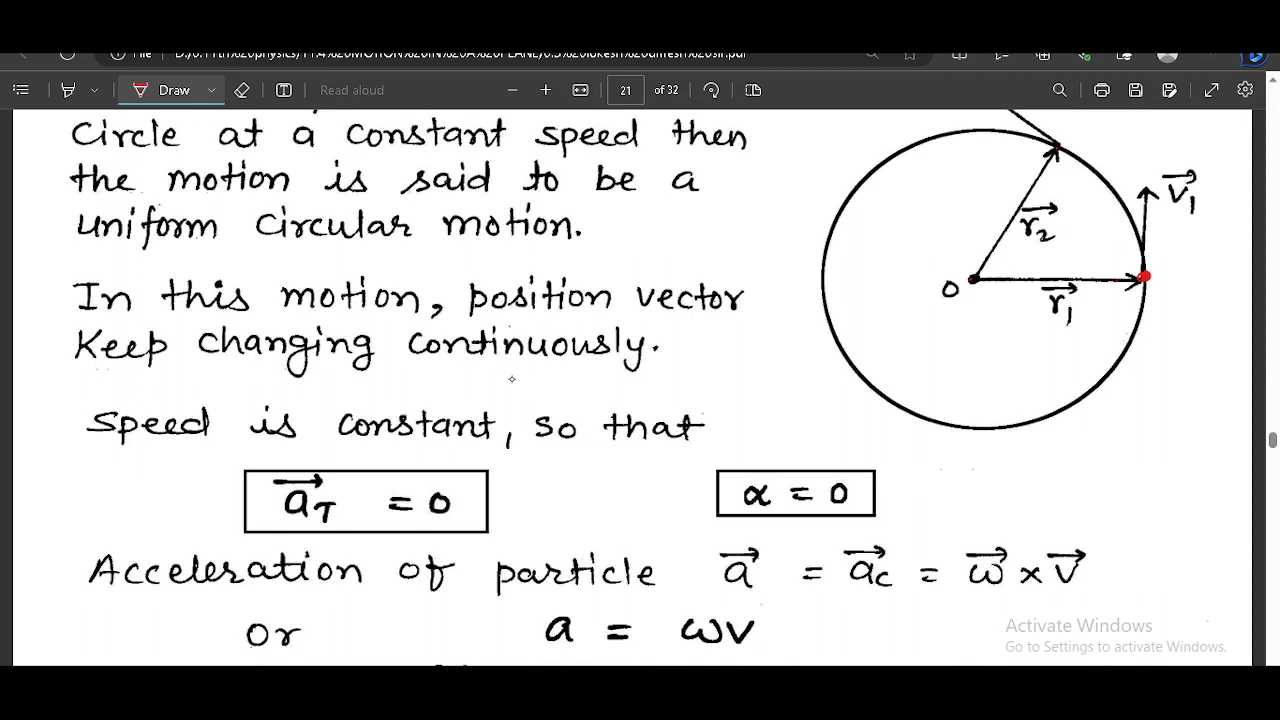 Draw
Read aloud
21
of 32
Circle at a constant speed then
the motion is said to be a
uniform circular motion.
In this motion, position vector
Keep changing continuously.
Speed is constant, so that
a⃗_T = 0
α = 0
Acceleration of particle a⃗ = a⃗_c = ω⃗ × v⃗
or a = ωv
v⃗₁
r⃗₂
O
r⃗₁
Activate Windows
Go to Settings to activate Windows.